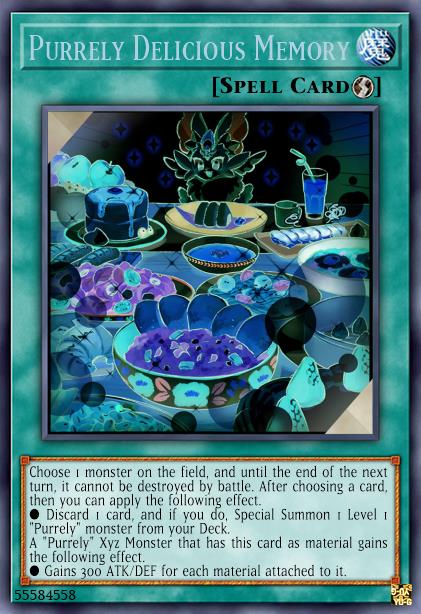 Purrely Delicious Memory
魔
[Spell Card]
Choose 1 monster on the field, and until the end of the next
turn, it cannot be destroyed by battle. After choosing a card,
then you can apply the following effect.
● Discard 1 card, and if you do, Special Summon 1 Level 1
"Purrely" monster from your Deck.
A "Purrely" Xyz Monster that has this card as material gains
the following effect.
● Gains 300 ATK/DEF for each material attached to it.
55584558